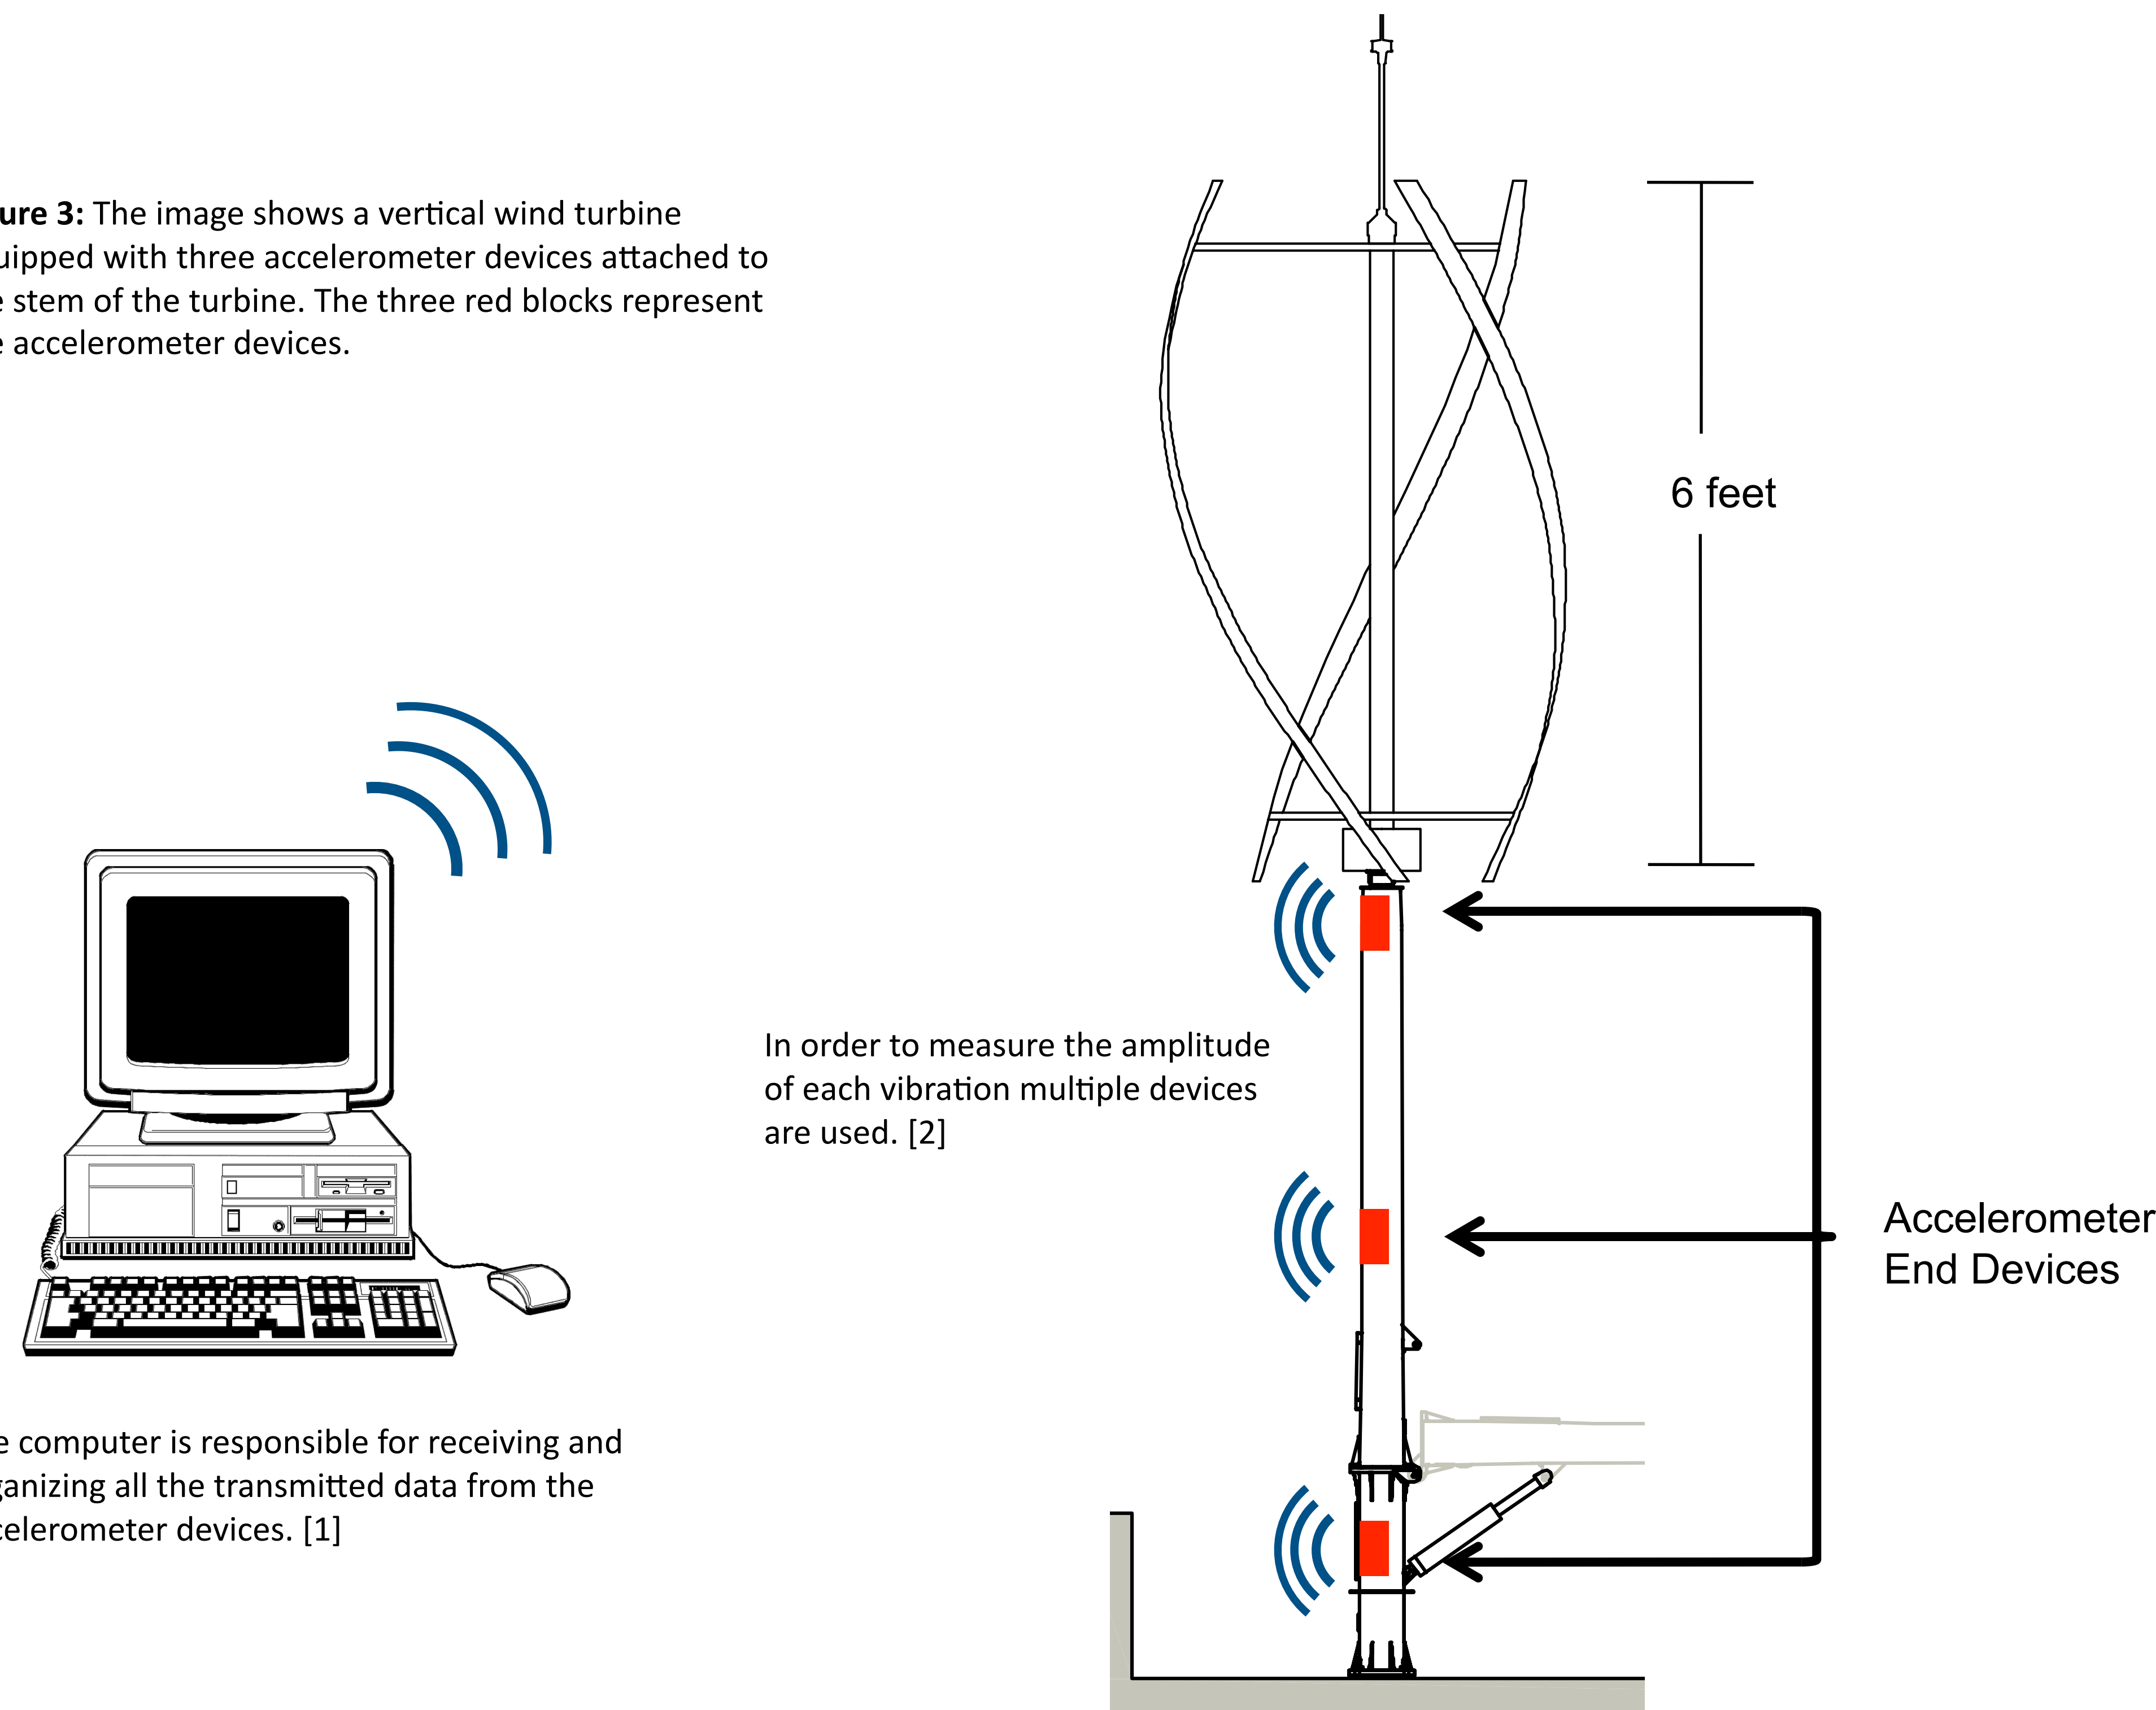 ure 3: The image shows a vertical wind turbine
uipped with three accelerometer devices attached to
e stem of the turbine. The three red blocks represent
e accelerometer devices.
6 feet
In order to measure the amplitude
of each vibration multiple devices
are used. [2]
Accelerometer
End Devices
e computer is responsible for receiving and
ganizing all the transmitted data from the
celerometer devices. [1]